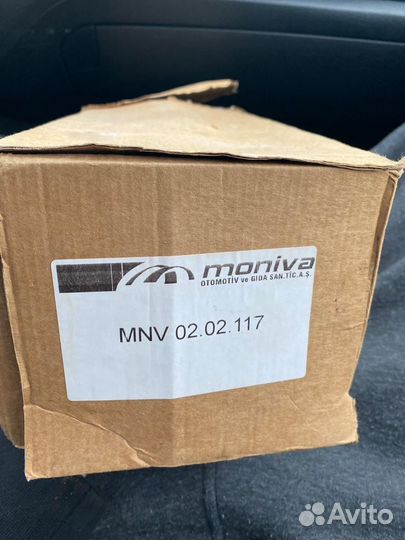 moniva
OTOMOTİV ve GIDA SAN.TİC.A.Ş.
MNV 02.02.117
Avito